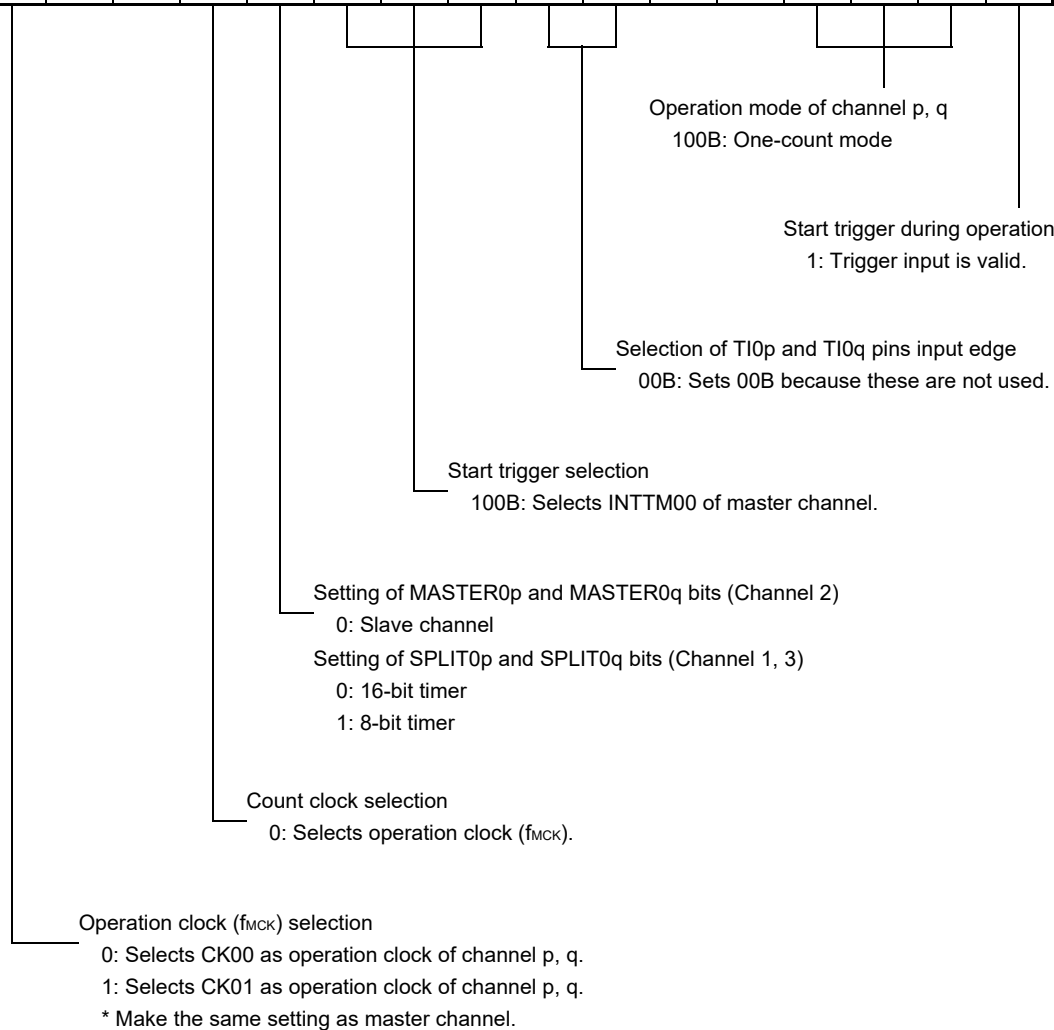 Operation mode of channel p, q
100B: One-count mode
Start trigger during operation
1: Trigger input is valid.
Selection of TI0p and TI0q pins input edge
00B: Sets 00B because these are not used.
Start trigger selection
100B: Selects INTTM00 of master channel.
Setting of MASTER0p and MASTER0q bits (Channel 2)
0: Slave channel
Setting of SPLIT0p and SPLIT0q bits (Channel 1, 3)
0: 16-bit timer
1: 8-bit timer
Count clock selection
0: Selects operation clock (fMCK).
Operation clock (fMCK) selection
0: Selects CK00 as operation clock of channel p, q.
1: Selects CK01 as operation clock of channel p, q.
* Make the same setting as master channel.